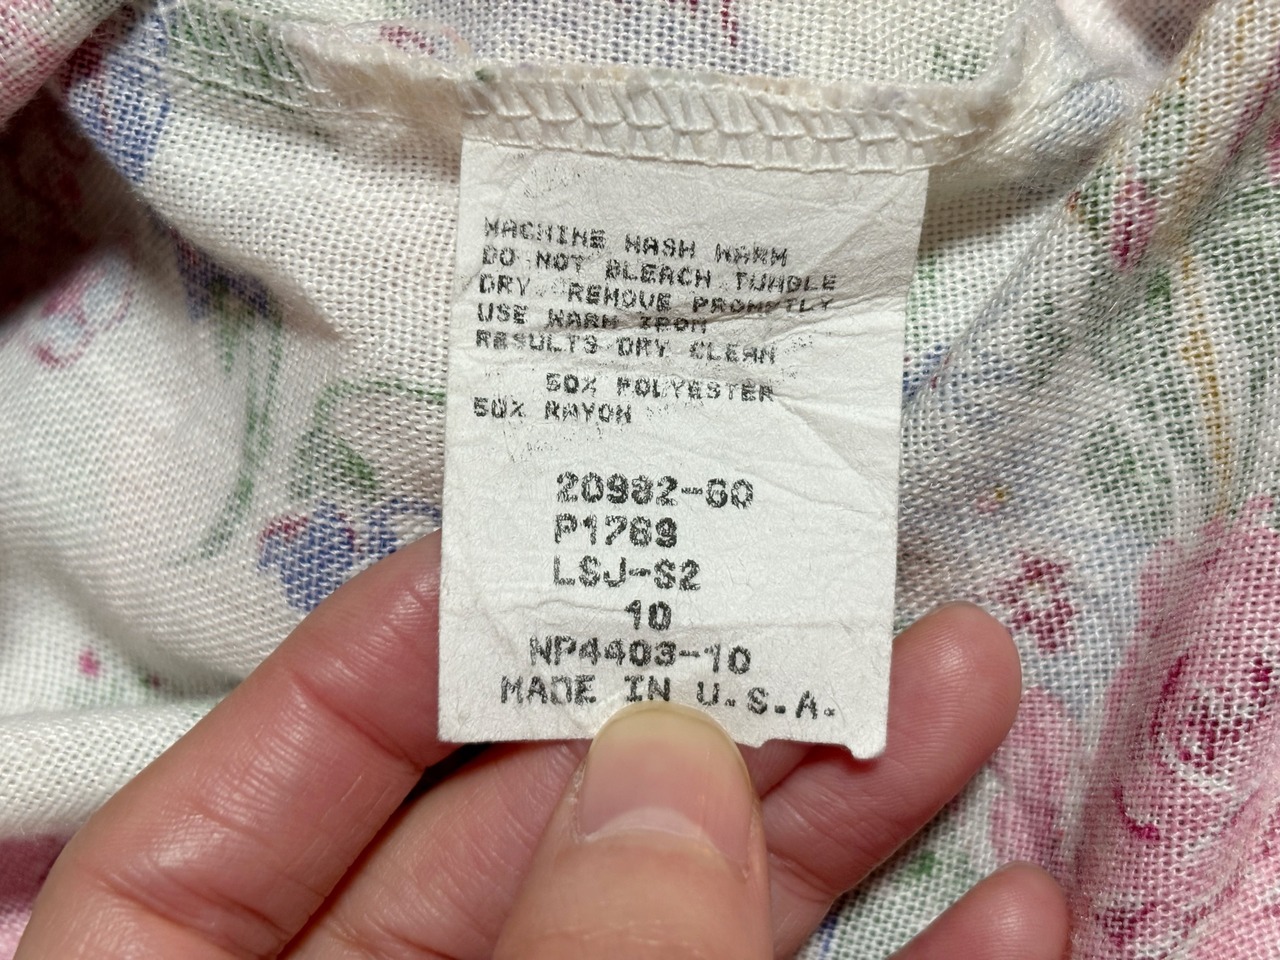 MACHINE WASH WARM
DO NOT BLEACH TUMBLE
DRY REMOVE PROMPTLY
USE WARM IRON
RESULTS DRY CLEAN
50% POLYESTER
50% RAYON
20982-60
P1789
LSJ-S2
10
NP4403-10
MADE IN U.S.A.